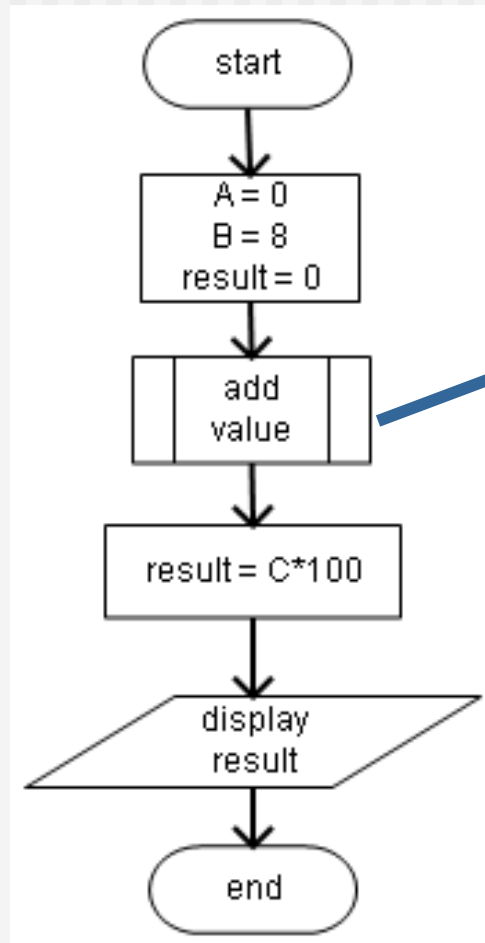 start
A = 0
B = 8
result = 0
add
value
result = C*100
display
result
end